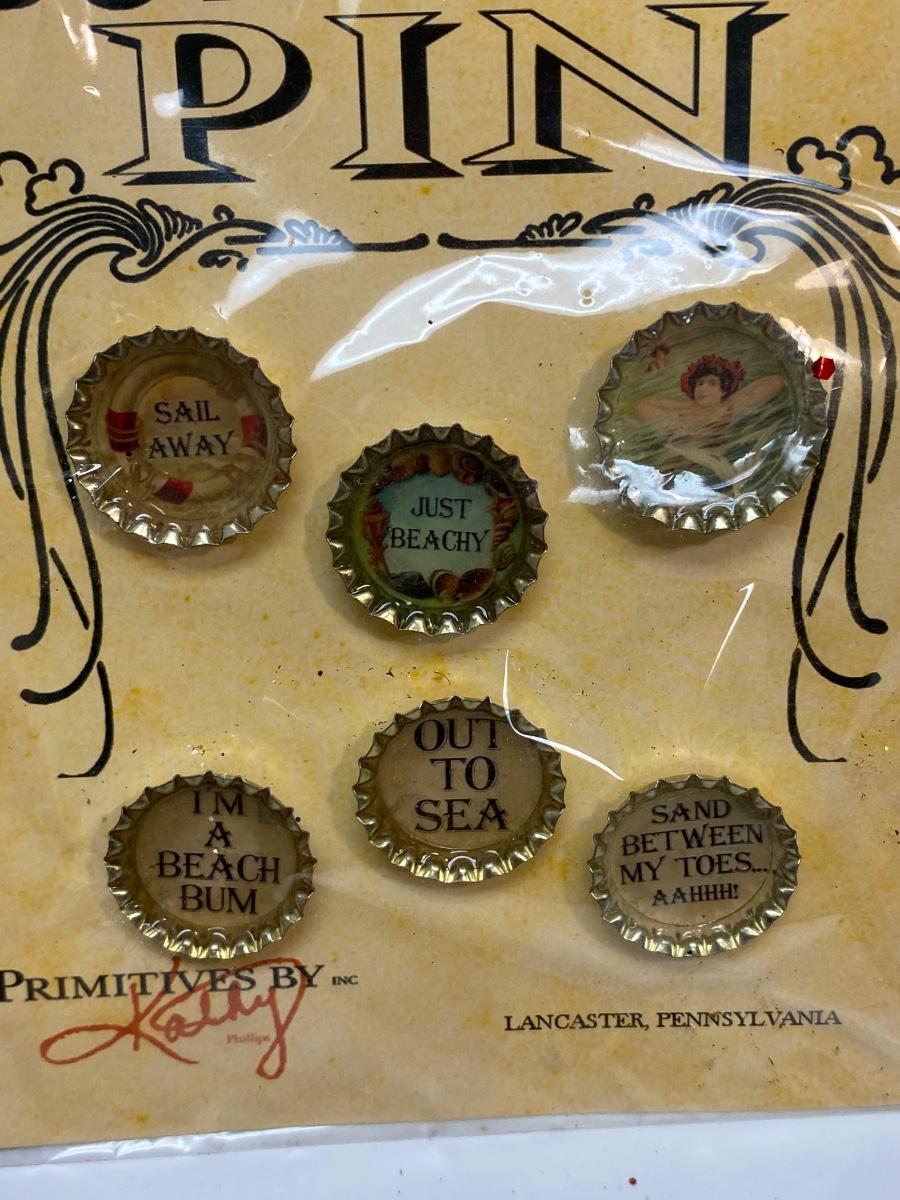 PIN
SAIL
AWAY
JUST
BEACHY
OUT
TO
SEA
I'M
A
BEACH
BUM
SAND
BETWEEN
MY TOES...
AAHHH!
PRIMITIVES BY INC
Kathy
Phillips
LANCASTER, PENNSYLVANIA